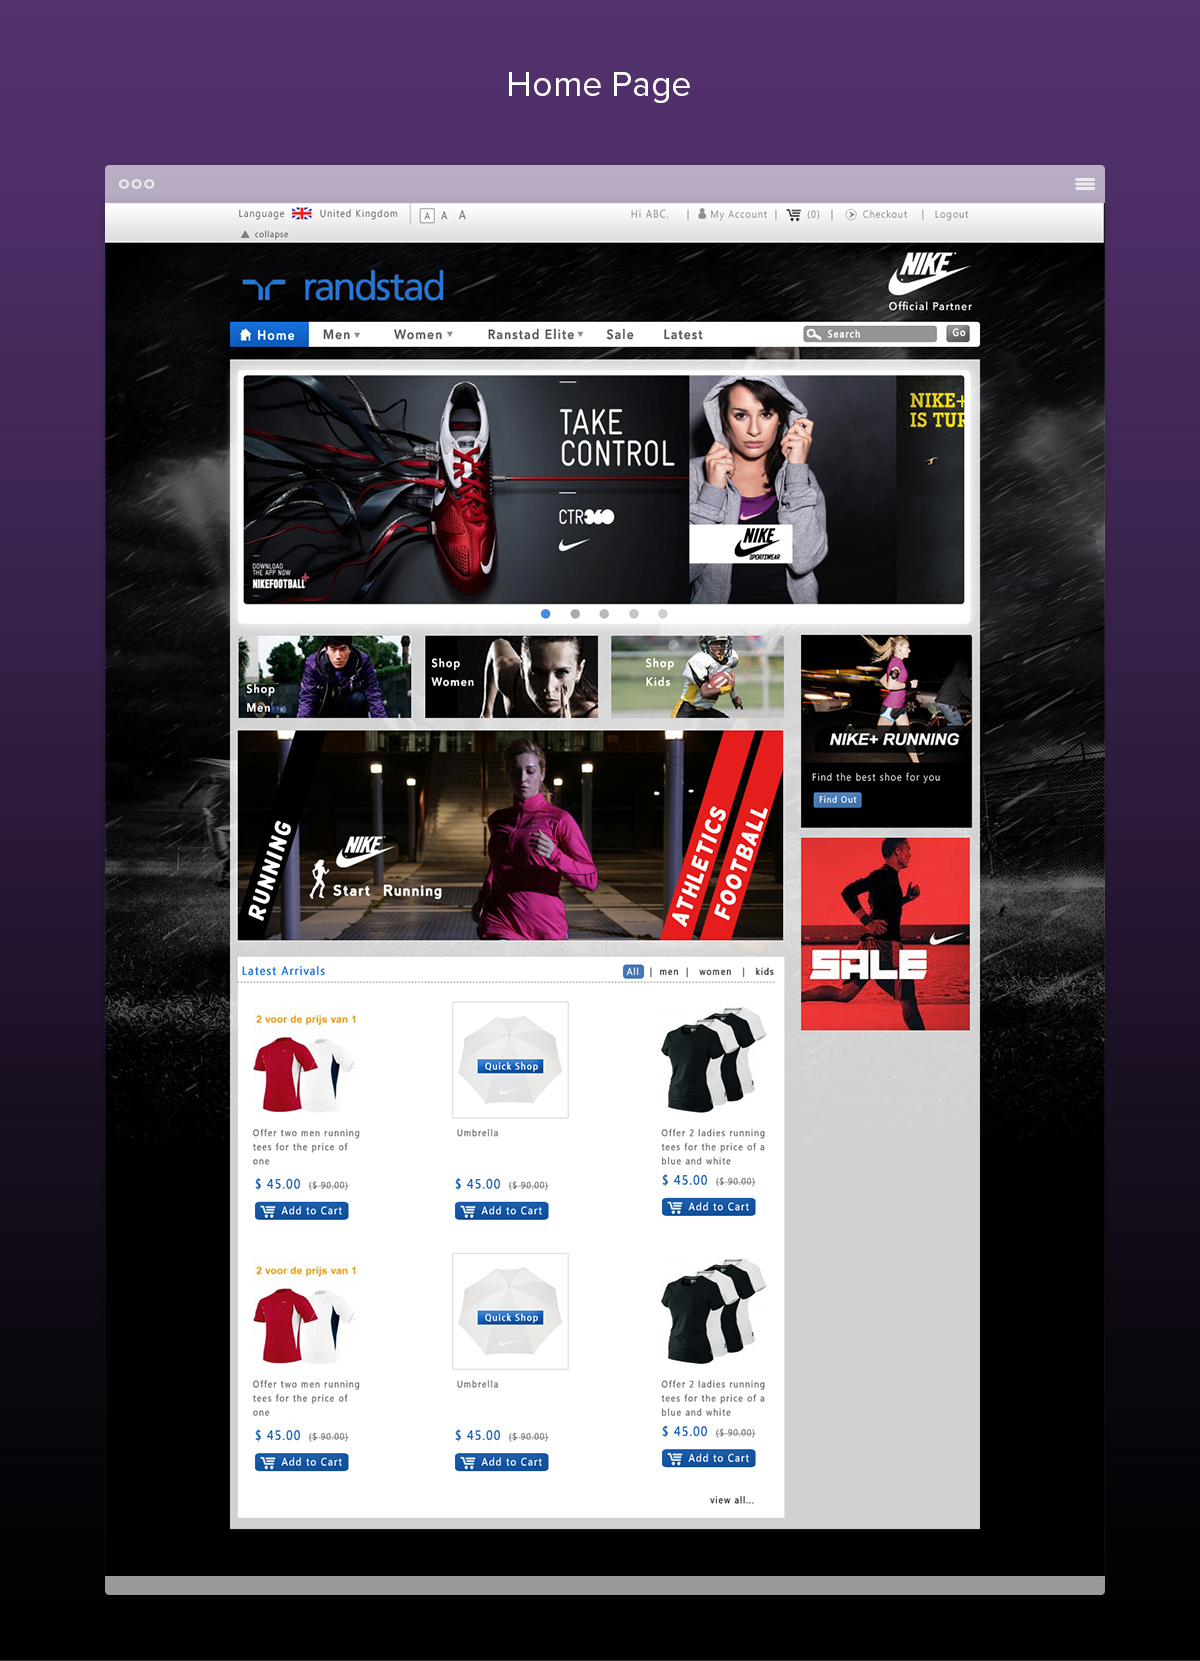 Home Page
Language United Kingdom A A A
Hi ABC, | My Account | (0) | Checkout | Logout
collapse
randstad
NIKE
Official Partner
Home Men Women Ranstad Elite Sale Latest Search Go
TAKE
CONTROL
CTR360
DOWNLOAD
THE APP NOW
NIKEFOOTBALL+
NIKE
SPORTSWEAR
NIKE+
IS TUR
Shop
Men
Shop
Women
Shop
Kids
NIKE+ RUNNING
Find the best shoe for you
Find Out
RUNNING
NIKE
Start Running
ATHLETICS
FOOTBALL
SALE
Latest Arrivals
All | men | women | kids
2 voor de prijs van 1
Offer two men running
tees for the price of
one
$ 45.00 ($ 90.00)
Add to Cart
Quick Shop
Umbrella
$ 45.00 ($ 90.00)
Add to Cart
Offer 2 ladies running
tees for the price of a
blue and white
$ 45.00 ($ 90.00)
Add to Cart
2 voor de prijs van 1
Offer two men running
tees for the price of
one
$ 45.00 ($ 90.00)
Add to Cart
Quick Shop
Umbrella
$ 45.00 ($ 90.00)
Add to Cart
Offer 2 ladies running
tees for the price of a
blue and white
$ 45.00 ($ 90.00)
Add to Cart
view all...